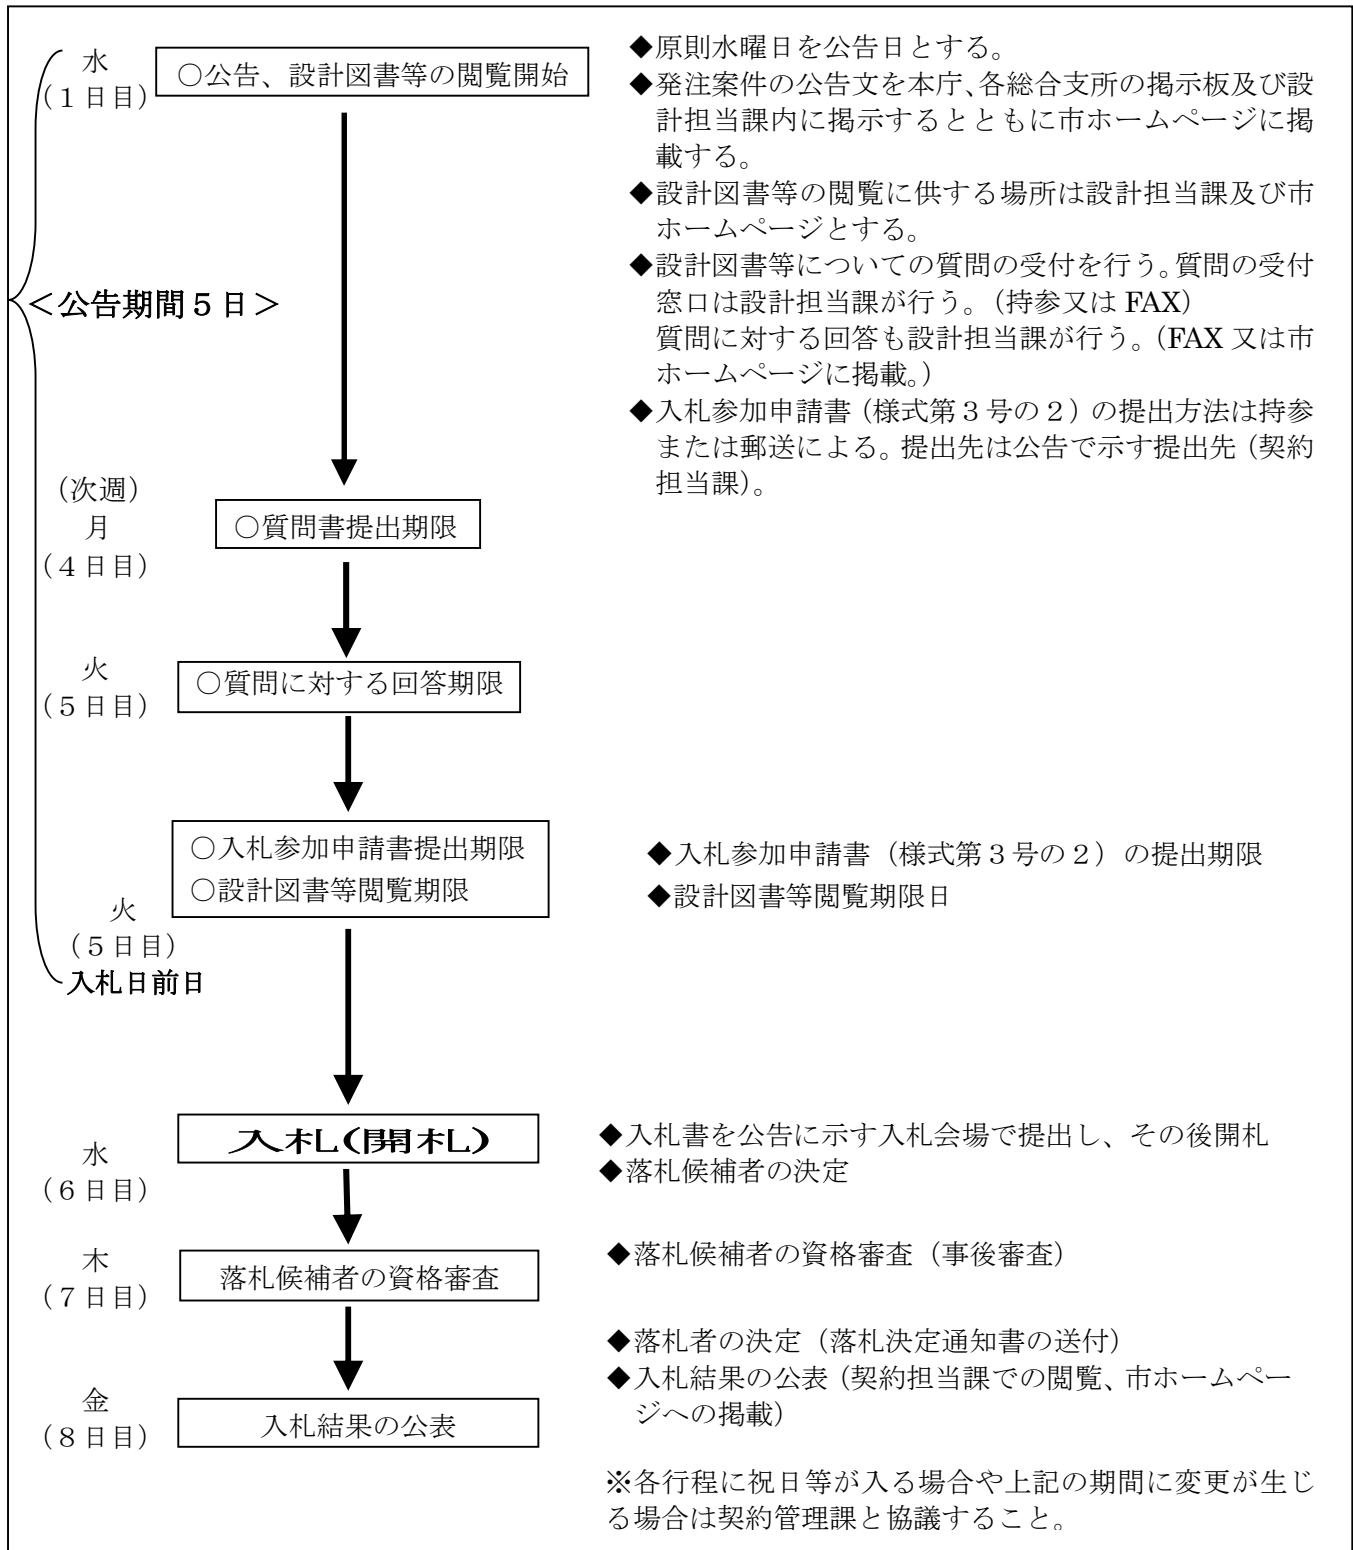 水
（１日目）
○公告、設計図書等の閲覧開始
◆原則水曜日を公告日とする。
◆発注案件の公告文を本庁、各総合支所の掲示板及び設
計担当課内に掲示するとともに市ホームページに掲
載する。
◆設計図書等の閲覧に供する場所は設計担当課及び市
ホームページとする。
◆設計図書等についての質問の受付を行う。質問の受付
窓口は設計担当課が行う。（持参又は FAX）
質問に対する回答も設計担当課が行う。（FAX 又は市
ホームページに掲載。）
◆入札参加申請書（様式第３号の２）の提出方法は持参
または郵送による。提出先は公告で示す提出先（契約
担当課）。
＜公告期間５日＞
（次週）
月
（４日目）
○質問書提出期限
火
（５日目）
○質問に対する回答期限
○入札参加申請書提出期限
○設計図書等閲覧期限
◆入札参加申請書（様式第３号の２）の提出期限
◆設計図書等閲覧期限日
火
（５日目）
入札日前日
入札(開札)
水
（６日目）
◆入札書を公告に示す入札会場で提出し、その後開札
◆落札候補者の決定
木
（７日目）
落札候補者の資格審査
◆落札候補者の資格審査（事後審査）
◆落札者の決定（落札決定通知書の送付）
◆入札結果の公表（契約担当課での閲覧、市ホームペー
ジへの掲載）
金
（８日目）
入札結果の公表
※各行程に祝日等が入る場合や上記の期間に変更が生じ
る場合は契約管理課と協議すること。